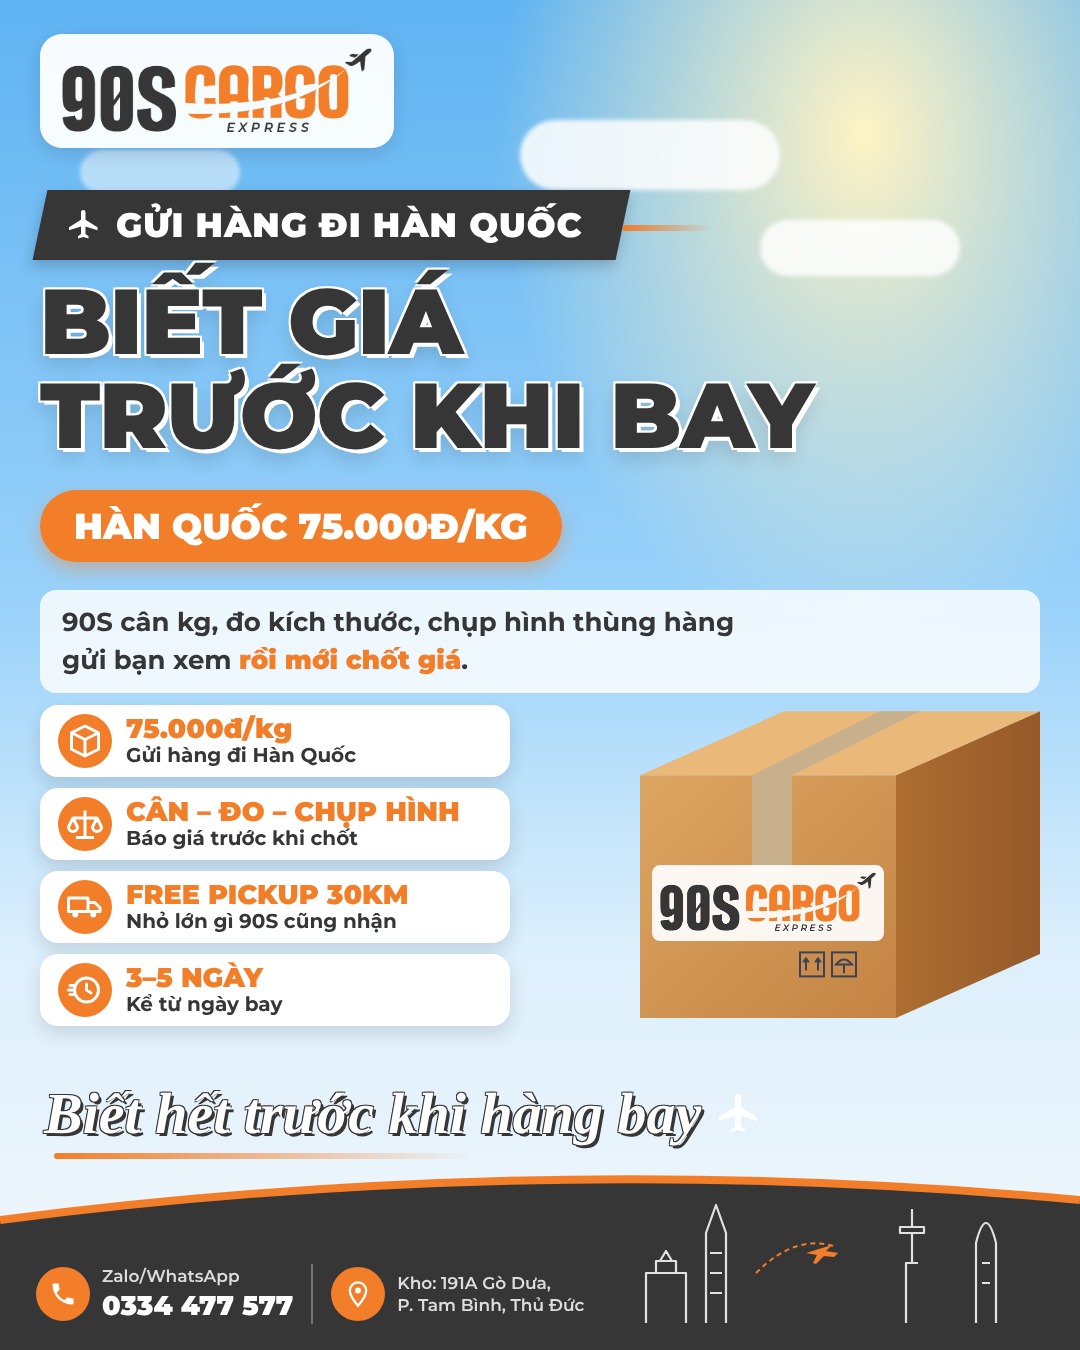 90S CARGO
EXPRESS
GỬI HÀNG ĐI HÀN QUỐC
BIẾT GIÁ
TRƯỚC KHI BAY
HÀN QUỐC 75.000Đ/KG
90S cân kg, đo kích thước, chụp hình thùng hàng
gửi bạn xem rồi mới chốt giá.
75.000đ/kg
Gửi hàng đi Hàn Quốc
CÂN – ĐO – CHỤP HÌNH
Báo giá trước khi chốt
FREE PICKUP 30KM
Nhỏ lớn gì 90S cũng nhận
3–5 NGÀY
Kể từ ngày bay
90S CARGO
EXPRESS
Biết hết trước khi hàng bay
Zalo/WhatsApp
0334 477 577
Kho: 191A Gò Dưa,
P. Tam Bình, Thủ Đức